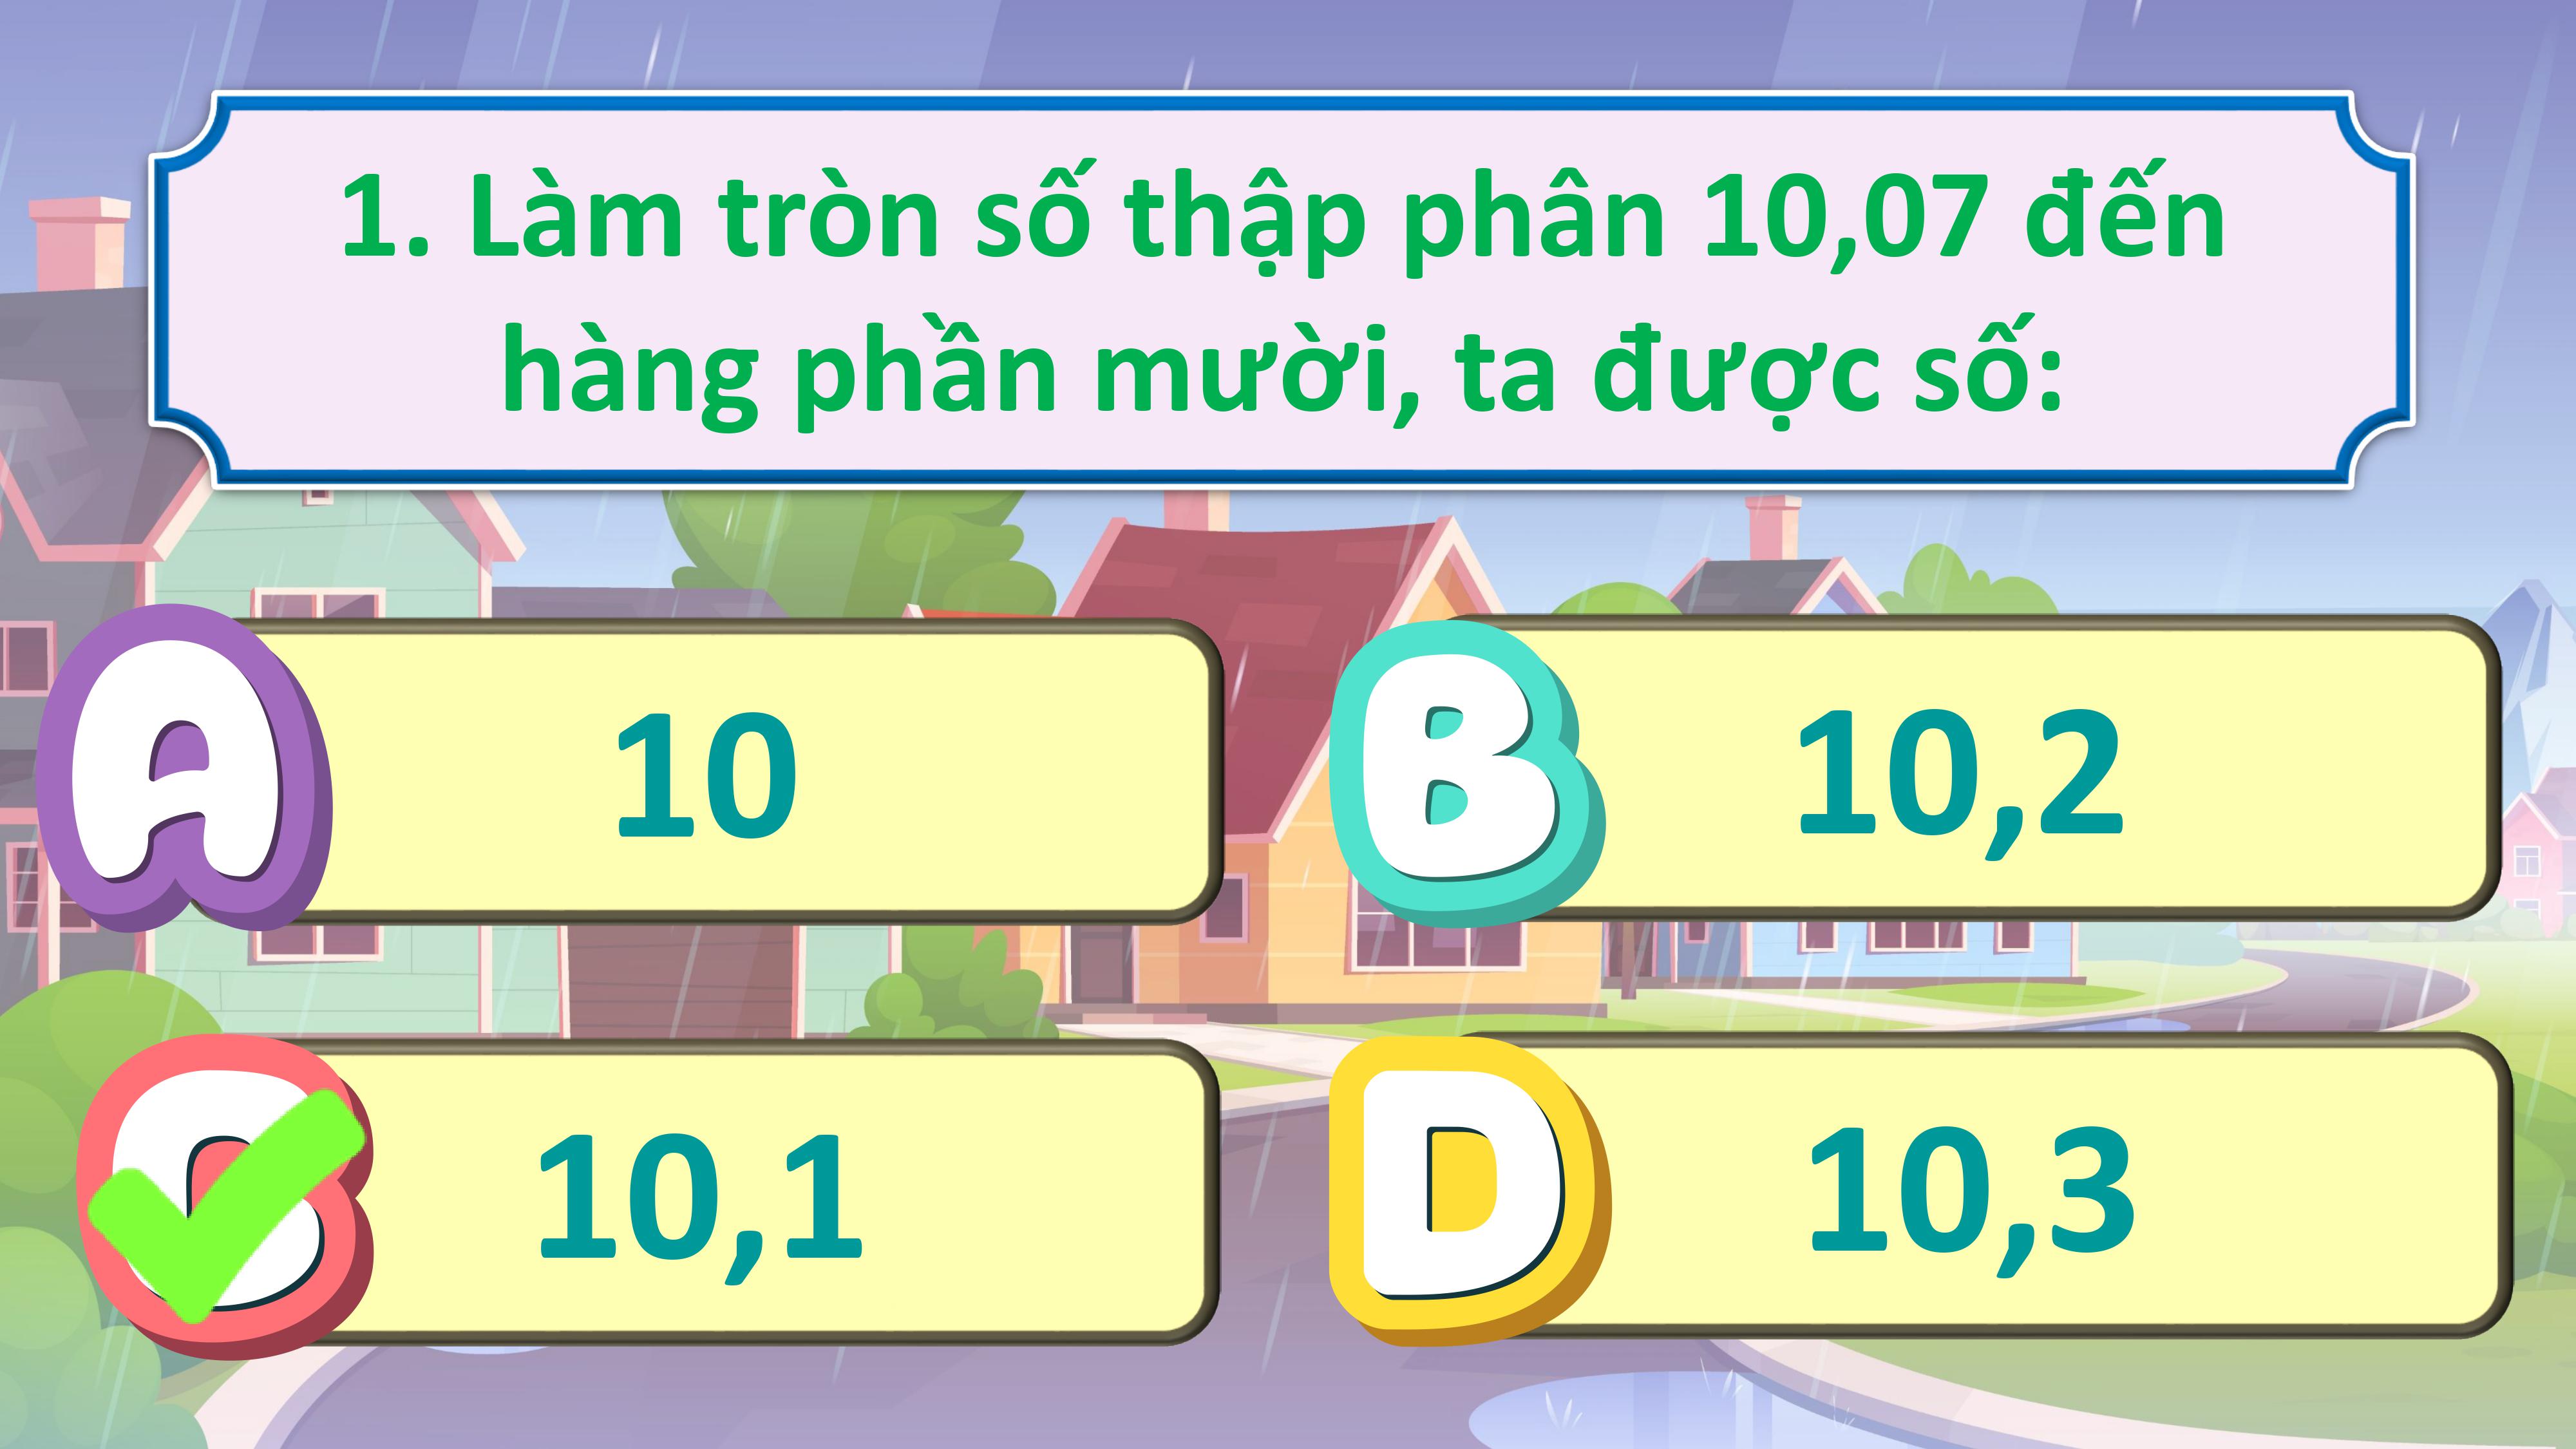 1. Làm tròn số thập phân 10,07 đến
hàng phần mười, ta được số:
A 10
B 10,2
C 10,1
D 10,3